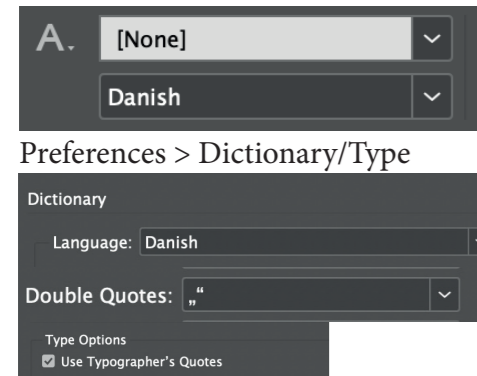 A.
[None]
Danish
Preferences > Dictionary/Type
Dictionary
Language: Danish
Double Quotes: „“
Type Options
Use Typographer's Quotes